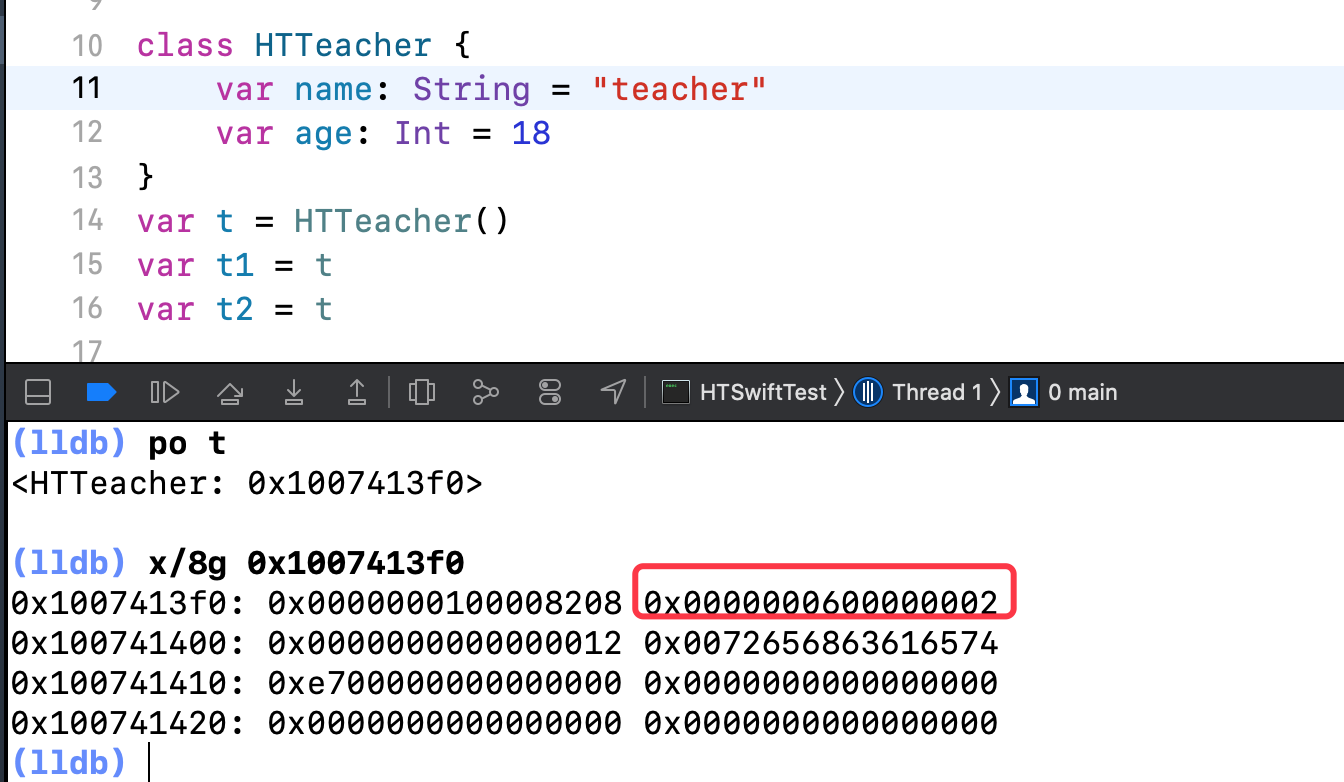 9
10 class HTTeacher {
11 var name: String = "teacher"
12 var age: Int = 18
13 }
14 var t = HTTeacher()
15 var t1 = t
16 var t2 = t
17
HTSwiftTest 〉 Thread 1 〉 0 main
(lldb) po t
<HTTeacher: 0x1007413f0>
(lldb) x/8g 0x1007413f0
0x1007413f0: 0x0000000100008208 0x0000000600000002
0x100741400: 0x0000000000000012 0x0072656863616574
0x100741410: 0xe700000000000000 0x0000000000000000
0x100741420: 0x0000000000000000 0x0000000000000000
(lldb)